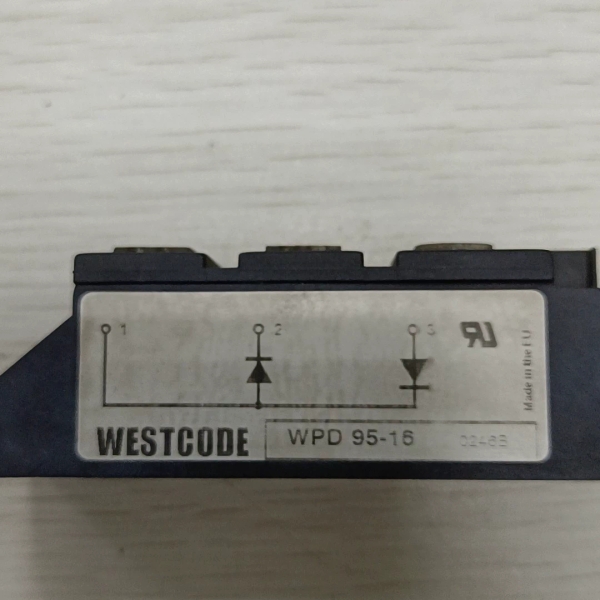 1 2 3
Made in the EU
WESTCODE WPD 95-16 0246B